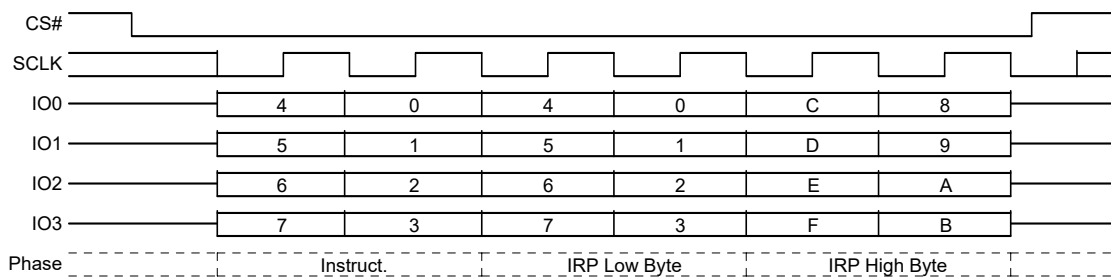 CS#
SCLK
IO0 4 0 4 0 C 8
IO1 5 1 5 1 D 9
IO2 6 2 6 2 E A
IO3 7 3 7 3 F B
Phase Instruct. IRP Low Byte IRP High Byte